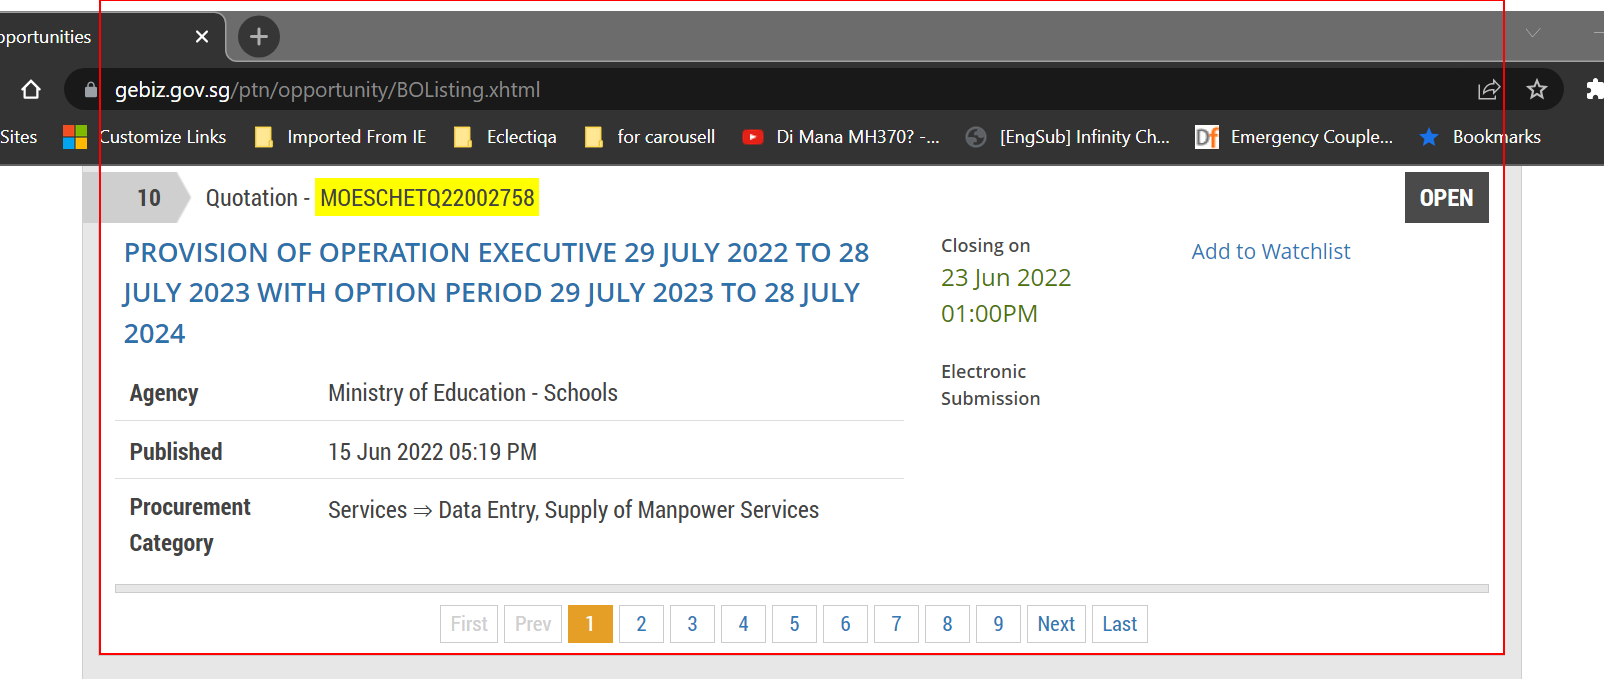 pportunities
gebiz.gov.sg/ptn/opportunity/BOListing.xhtml
Sites Customize Links Imported From IE Eclectiqa for carousell Di Mana MH370? -... [EngSub] Infinity Ch... Df Emergency Couple... Bookmarks
10 Quotation - MOESCHETQ22002758 OPEN
PROVISION OF OPERATION EXECUTIVE 29 JULY 2022 TO 28
JULY 2023 WITH OPTION PERIOD 29 JULY 2023 TO 28 JULY
2024
Closing on
23 Jun 2022
01:00PM
Electronic
Submission
Add to Watchlist
Agency Ministry of Education - Schools
Published 15 Jun 2022 05:19 PM
Procurement
Category
Services ⇒ Data Entry, Supply of Manpower Services
First Prev 1 2 3 4 5 6 7 8 9 Next Last